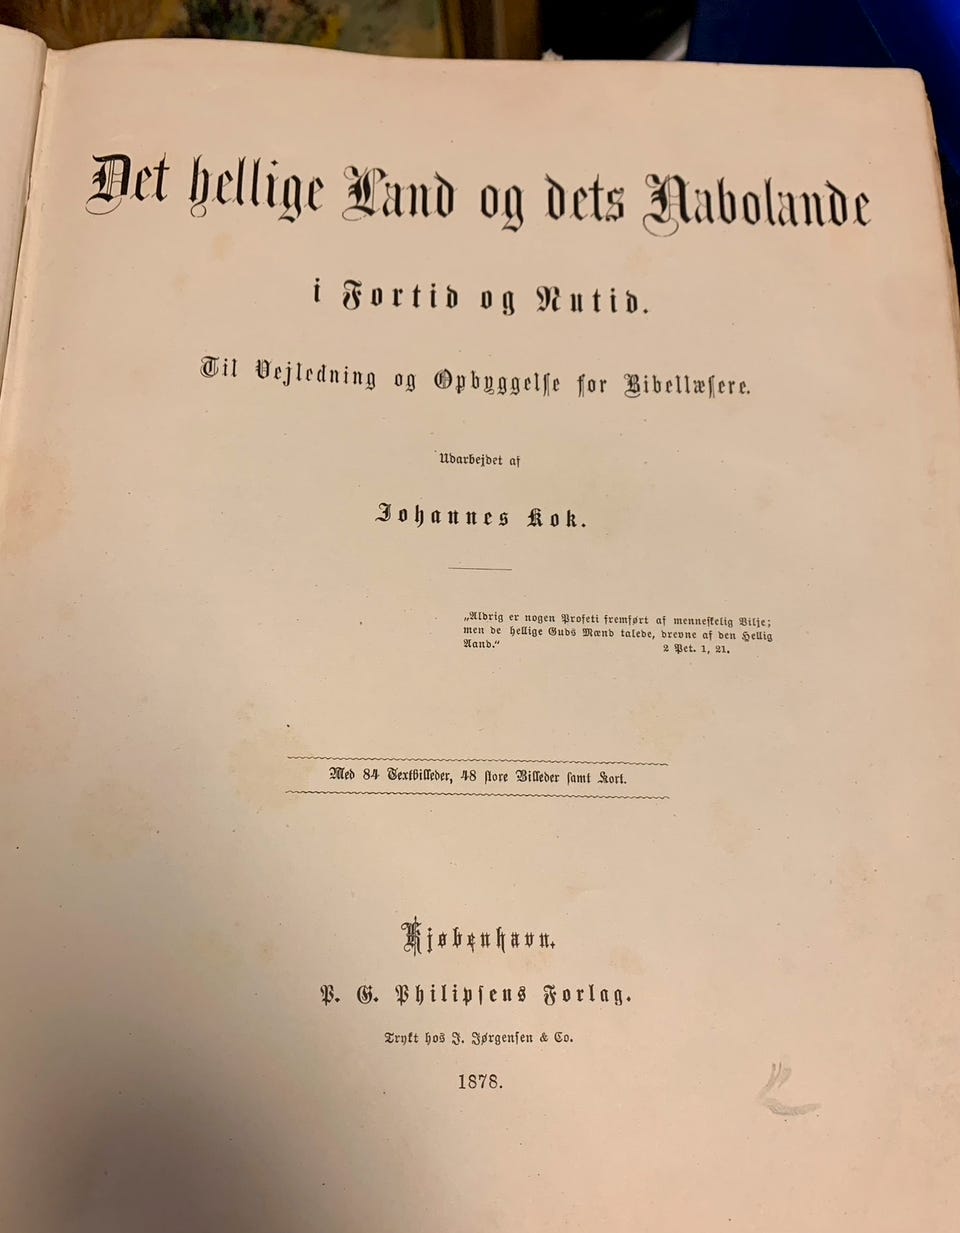 Det hellige Land og dets Nabolande
i Fortid og Nutid.
Til Vejledning og Opbyggelse for Bibellæsere.
Udarbejdet af
Johannes Kok.
„Aldrig er nogen Profeti fremført af menneskelig Vilje;
men de hellige Guds Mænd talede, drevne af den Hellig
Aand.“ 2 Pet. 1, 21.
Med 84 Textbilleder, 48 store Billeder samt Kort.
Kjøbenhavn.
P. G. Philipsens Forlag.
Trykt hos J. Jørgensen & Co.
1878.